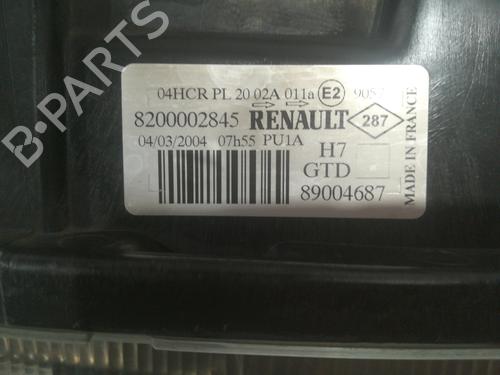 04HCR PL 20 02A 011a E2 9057
8200002845 RENAULT 287
04/03/2004 07h55 PU1A
H7
GTD
89004687
MADE IN FRANCE
B-PARTS